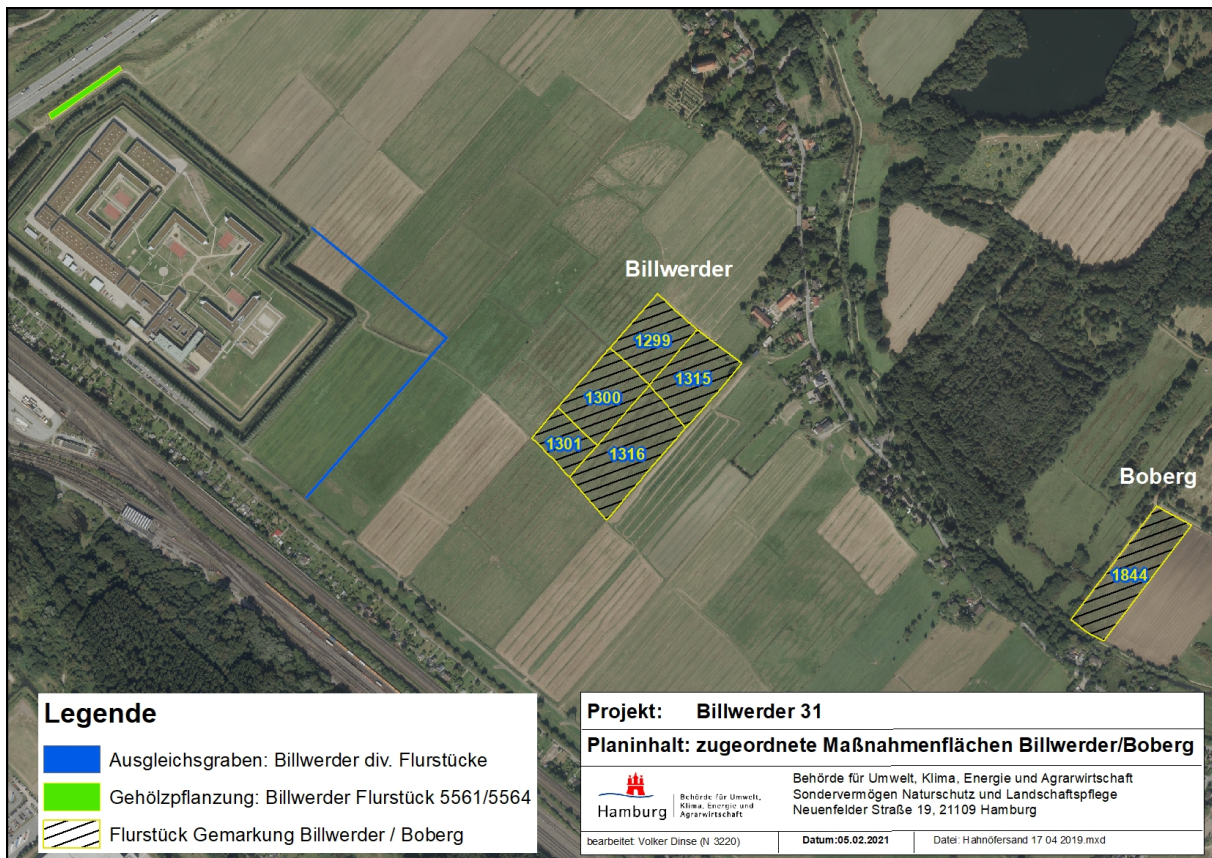 Billwerder
1299
1315
1300
1301
1316
Boberg
1844
Legende
Ausgleichsgraben: Billwerder div. Flurstücke
Gehölzpflanzung: Billwerder Flurstück 5561/5564
Flurstück Gemarkung Billwerder / Boberg
Projekt: Billwerder 31
Planinhalt: zugeordnete Maßnahmenflächen Billwerder/Boberg
Hamburg
Behörde für Umwelt,
Klima, Energie und
Agrarwirtschaft
Behörde für Umwelt, Klima, Energie und Agrarwirtschaft
Sondervermögen Naturschutz und Landschaftspflege
Neuenfelder Straße 19, 21109 Hamburg
bearbeitet: Volker Dinse (N 3220)
Datum:05.02.2021
Datei: Hahnöfersand 17 04 2019.mxd